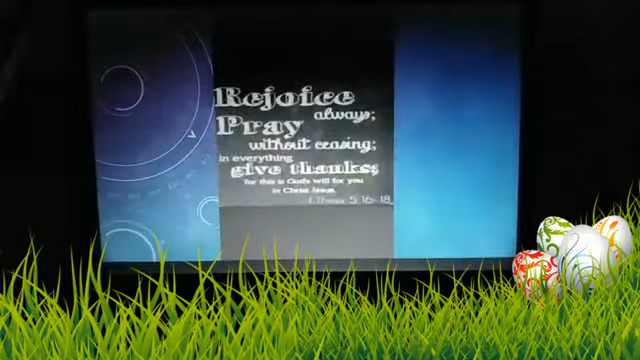 Rejoice
always;
Pray
without ceasing;
in everything
give thanks;
for this is God's will for you
in Christ Jesus.
1 Thess 5:16-18